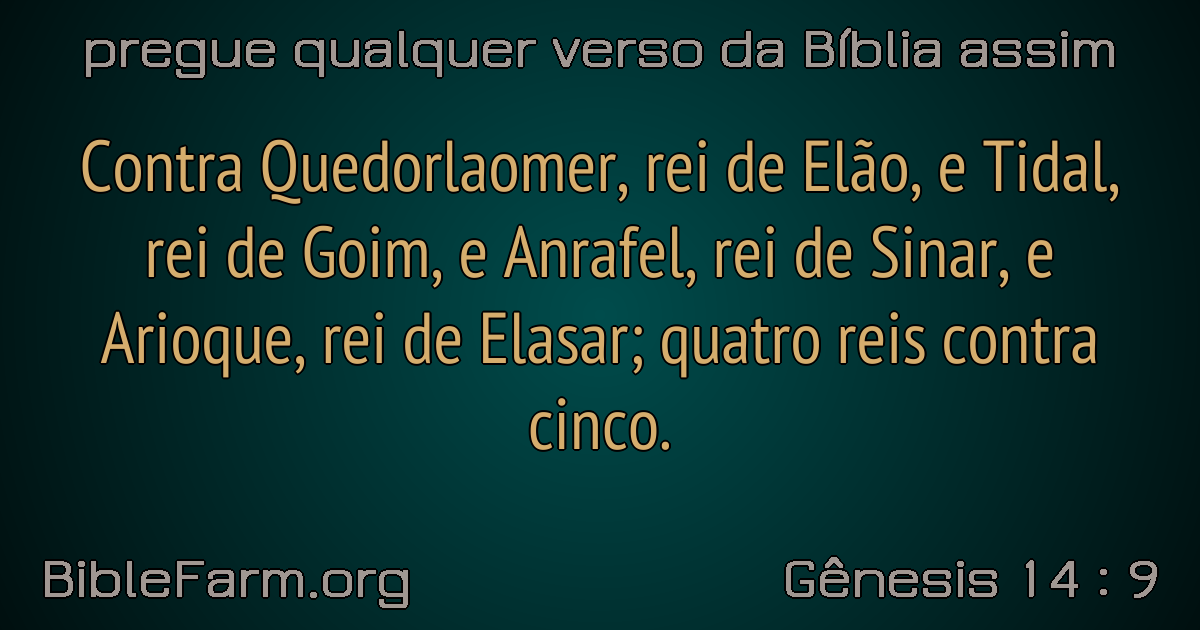 pregue qualquer verso da Bíblia assim
Contra Quedorlaomer, rei de Elão, e Tidal,
rei de Goim, e Anrafel, rei de Sinar, e
Arioque, rei de Elasar; quatro reis contra
cinco.
BibleFarm.org
Gênesis 14 : 9